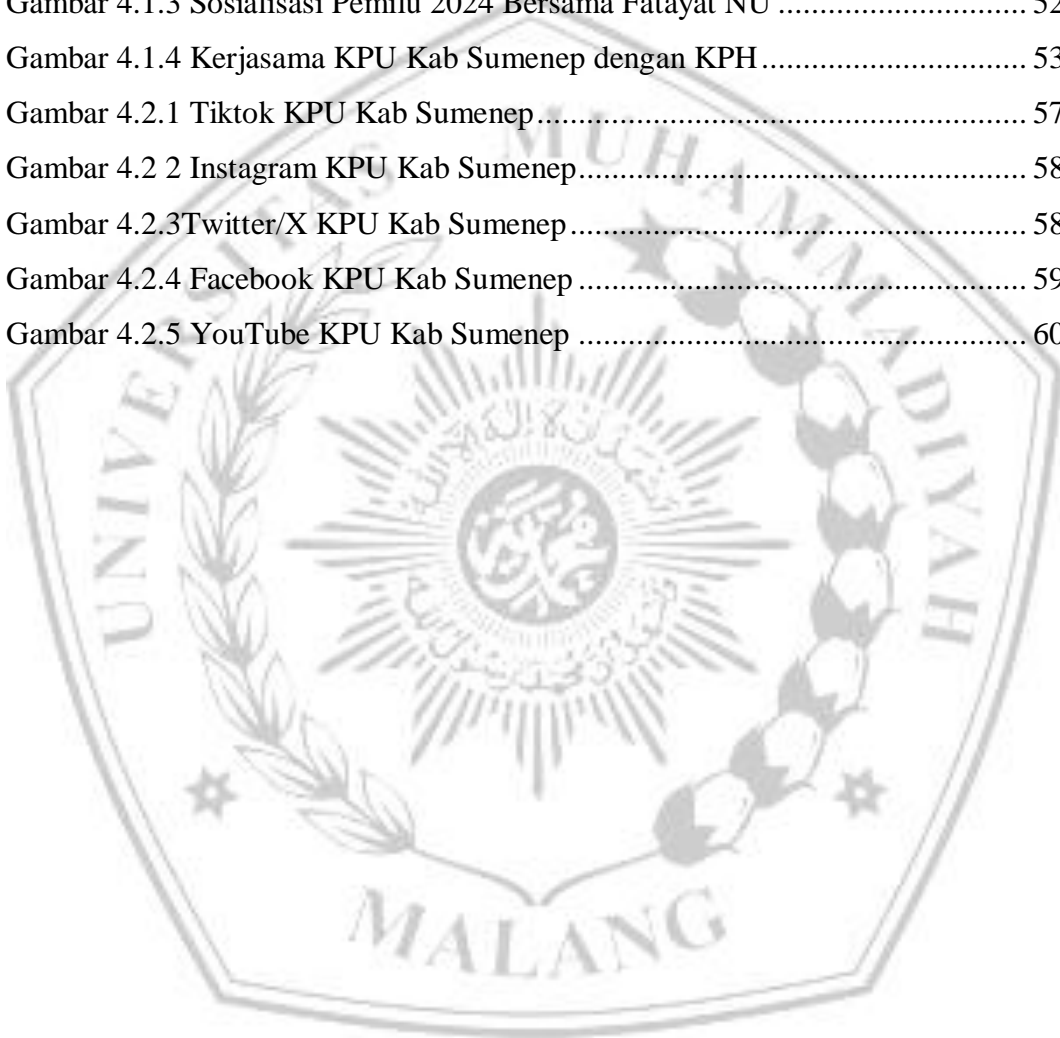 Gambar 4.1.3 Sosialisasi Pemilu 2024 Bersama Fatayat NU ............................ 52
Gambar 4.1.4 Kerjasama KPU Kab Sumenep dengan KPH .............................. 53
Gambar 4.2.1 Tiktok KPU Kab Sumenep ........................................................ 57
Gambar 4.2 2 Instagram KPU Kab Sumenep ................................................... 58
Gambar 4.2.3Twitter/X KPU Kab Sumenep .................................................... 58
Gambar 4.2.4 Facebook KPU Kab Sumenep ................................................... 59
Gambar 4.2.5 YouTube KPU Kab Sumenep ................................................... 60
UNIVERSITAS MUHAMMADIYAH
MALANG